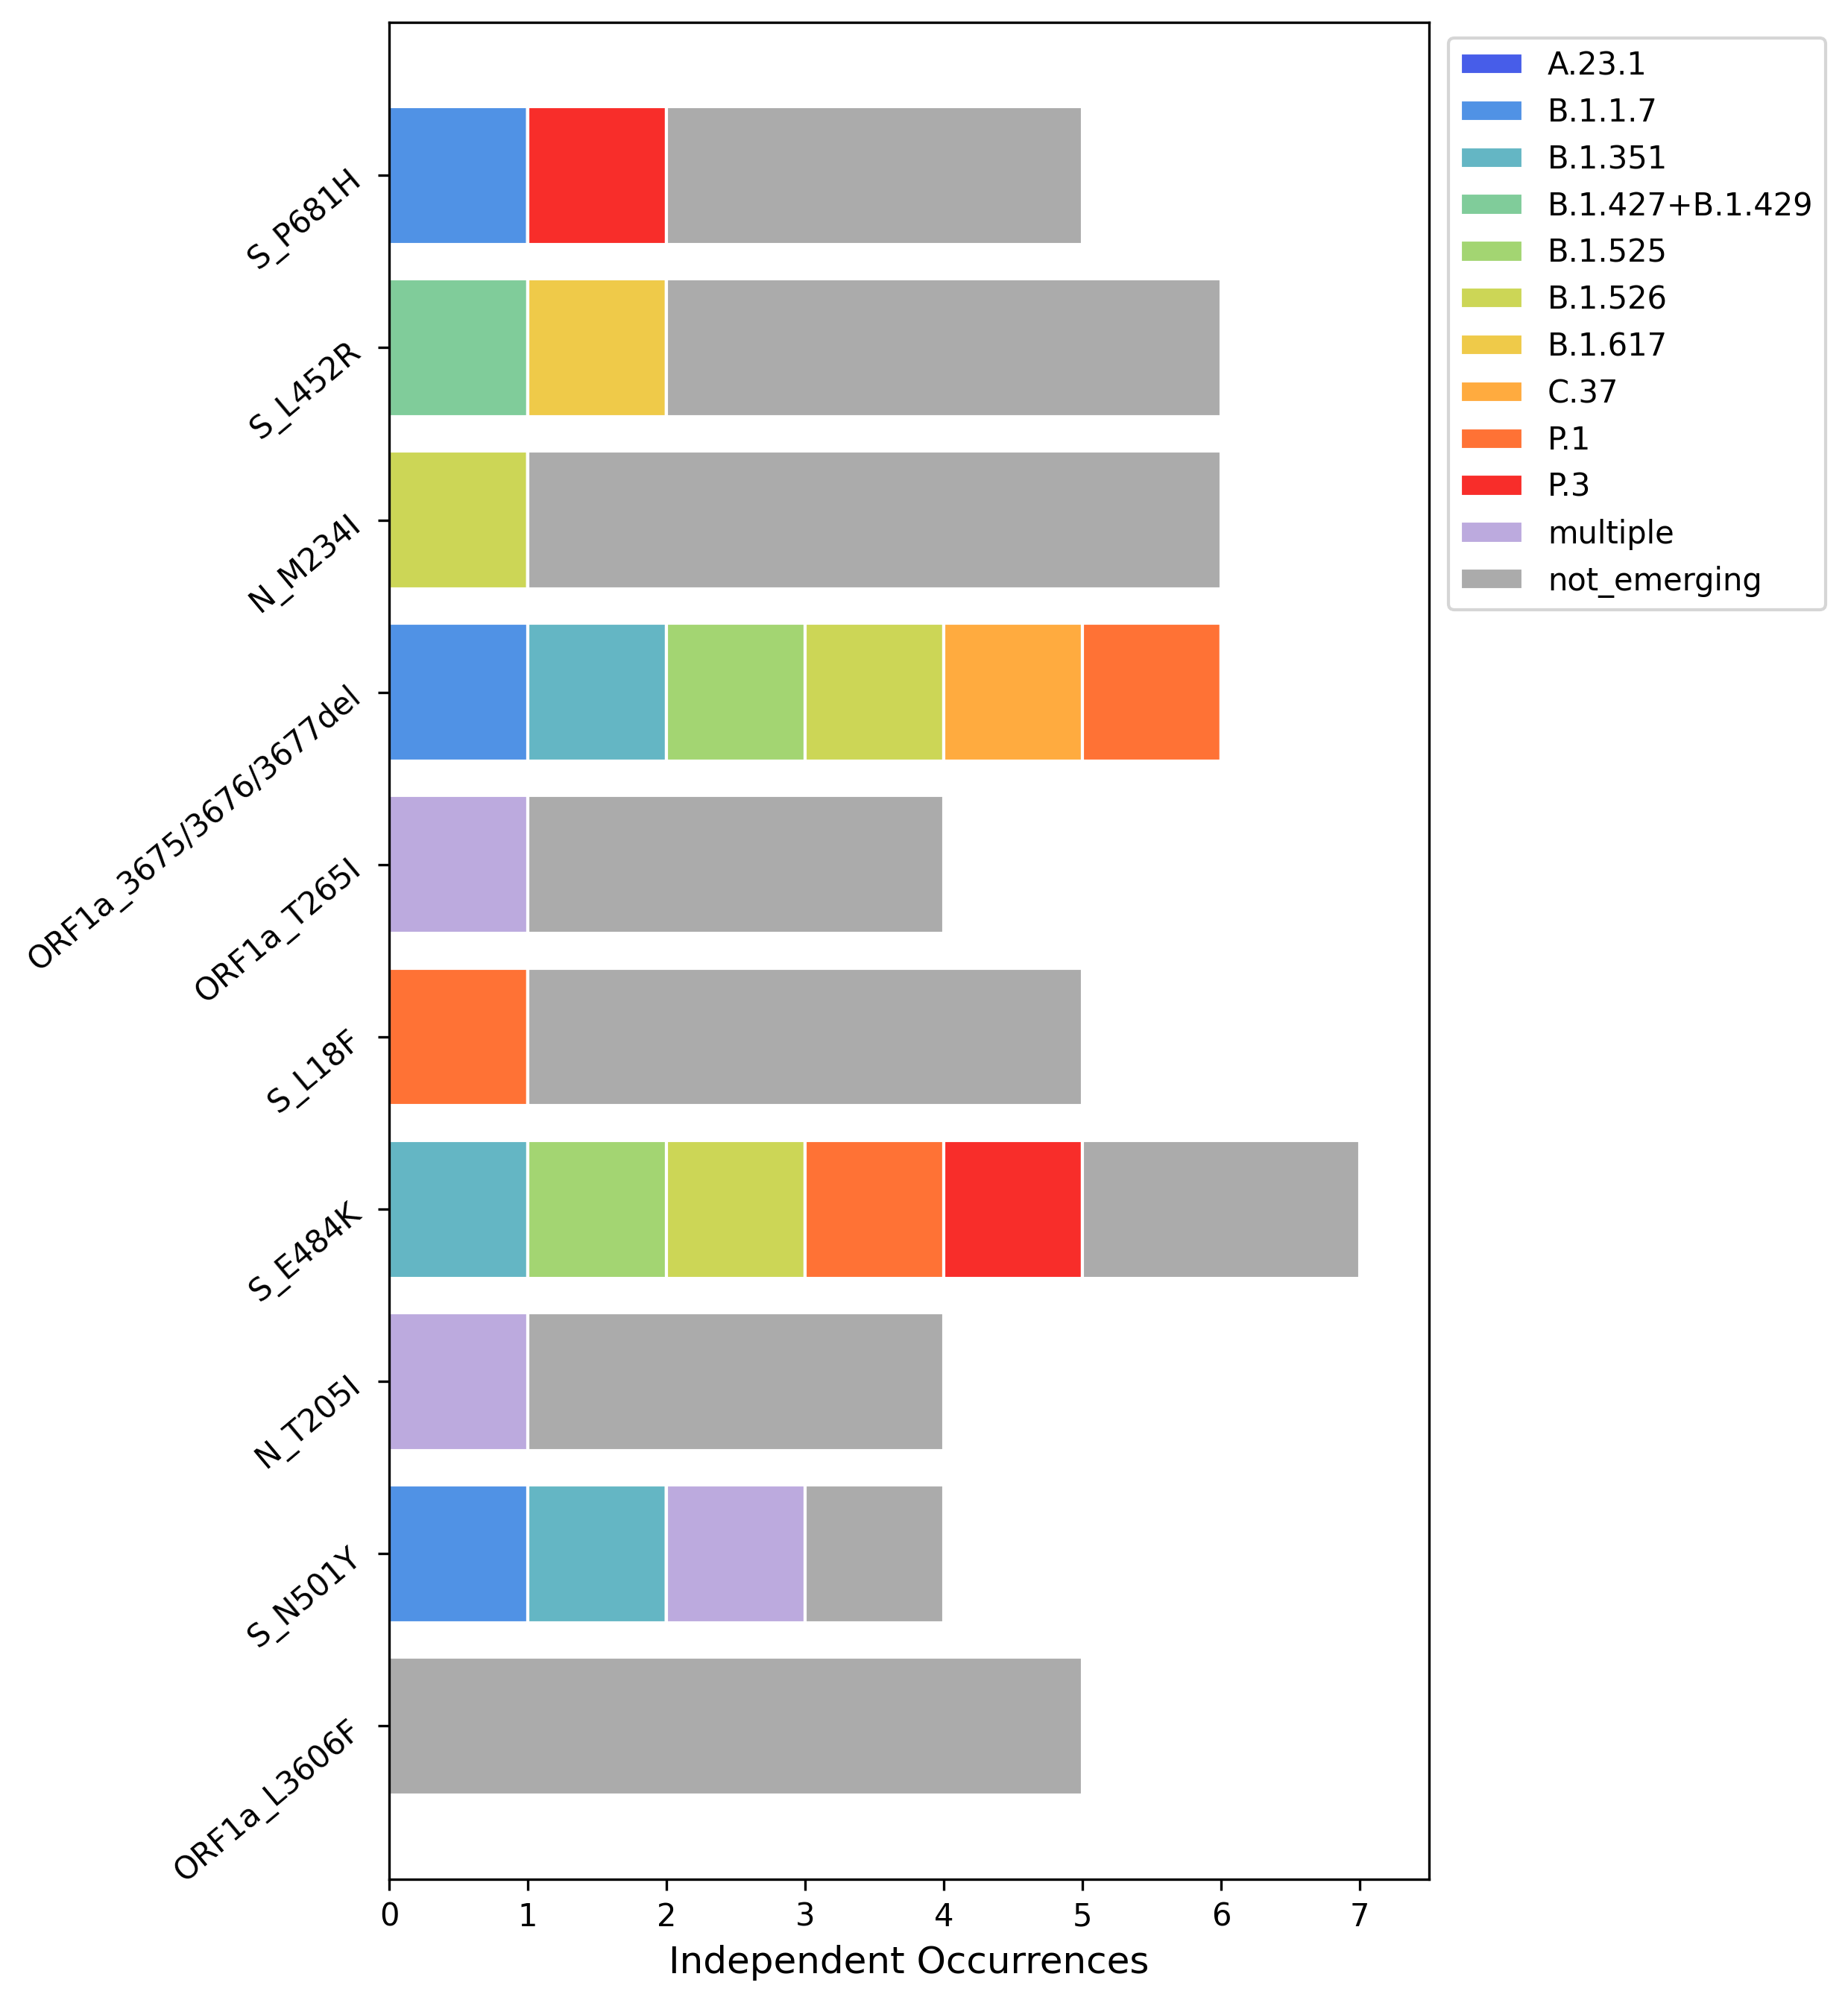 S_P681H
S_L452R
N_M234I
ORF1a_3675/3676/3677del
ORF1a_T265I
S_L18F
S_E484K
N_T205I
S_N501Y
ORF1a_L3606F
0 1 2 3 4 5 6 7
Independent Occurrences
A.23.1
B.1.1.7
B.1.351
B.1.427+B.1.429
B.1.525
B.1.526
B.1.617
C.37
P.1
P.3
multiple
not_emerging